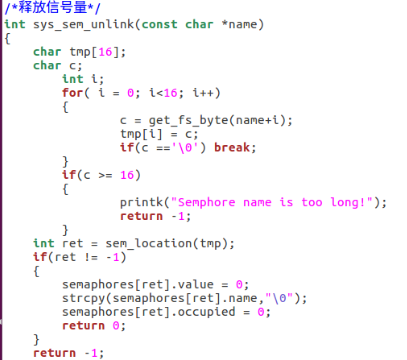 /*释放信号量*/
int sys_sem_unlink(const char *name)
{
    char tmp[16];
    char c;
        int i;
        for( i = 0; i<16; i++)
        {
                c = get_fs_byte(name+i);
                tmp[i] = c;
                if(c =='\0') break;
        }
        if(c >= 16)
        {
                printk("Semphore name is too long!");
                return -1;
        }
    int ret = sem_location(tmp);
    if(ret != -1)
    {
        semaphores[ret].value = 0;
        strcpy(semaphores[ret].name,"\0");
        semaphores[ret].occupied = 0;
        return 0;
    }
    return -1;